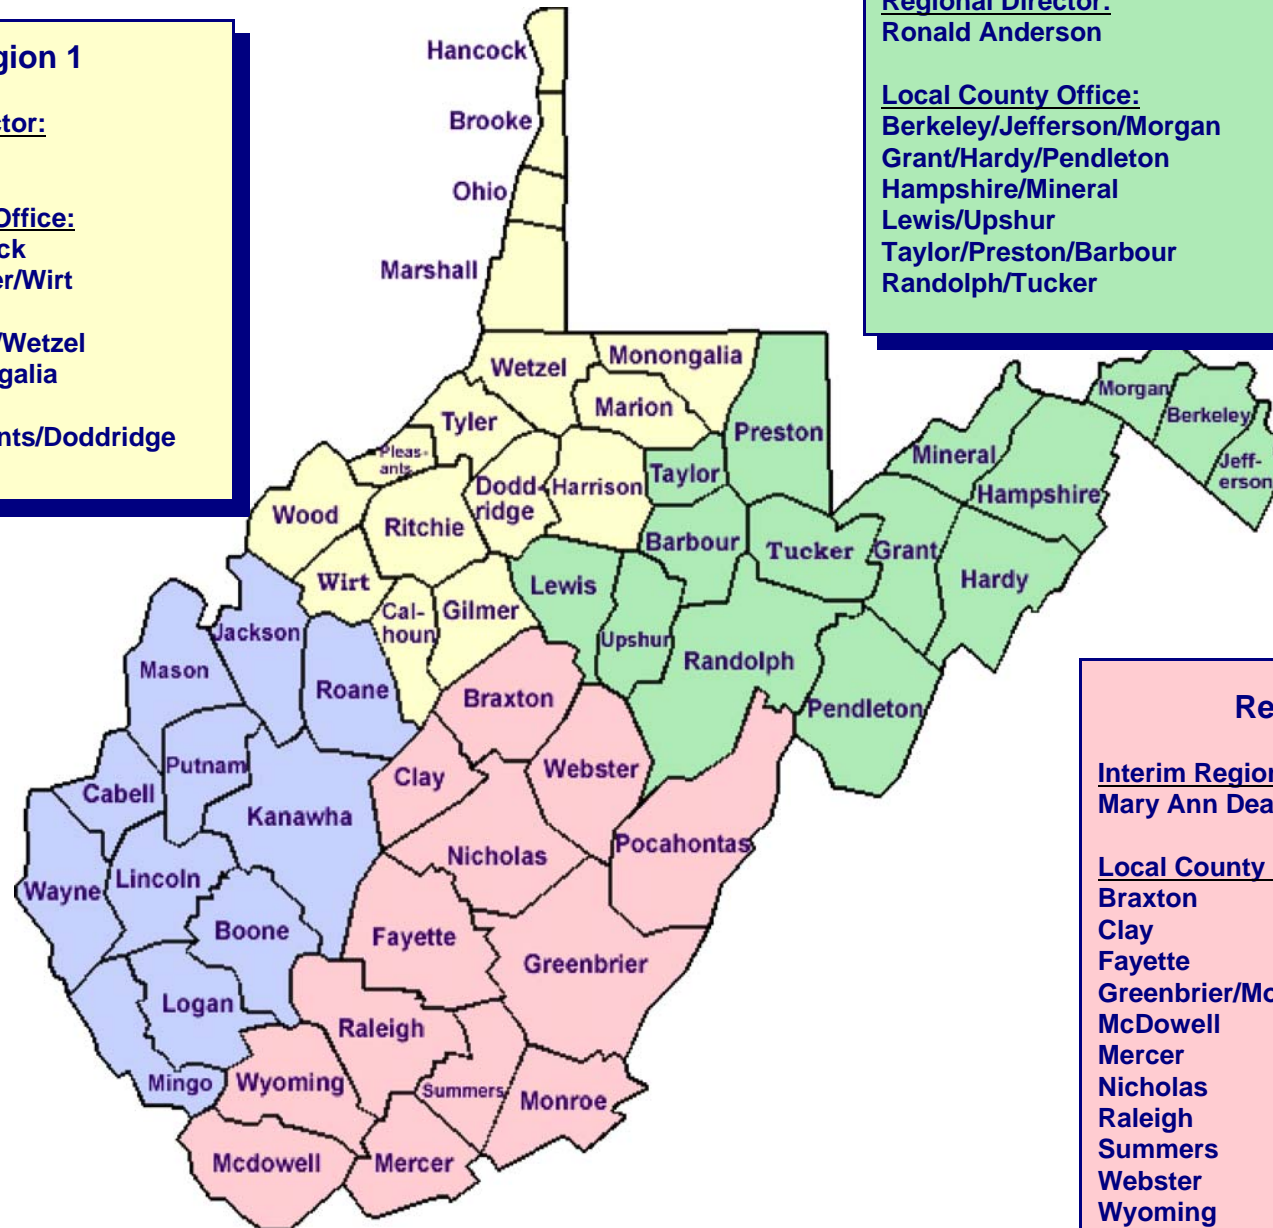 gion 1
tor:
Office:
ck
er/Wirt
/Wetzel
galia
nts/Doddridge
Regional Director:
Ronald Anderson
Local County Office:
Berkeley/Jefferson/Morgan
Grant/Hardy/Pendleton
Hampshire/Mineral
Lewis/Upshur
Taylor/Preston/Barbour
Randolph/Tucker
Hancock
Brooke
Ohio
Marshall
Wetzel
Monongalia
Marion
Tyler
Pleas-
ants
Preston
Taylor
Mineral
Morgan
Berkeley
Jeff-
erson
Hampshire
Wood
Ritchie
Dodd-
ridge
Harrison
Barbour
Tucker
Grant
Hardy
Wirt
Cal-
houn
Gilmer
Lewis
Upshur
Randolph
Pendleton
Jackson
Mason
Roane
Braxton
Putnam
Cabell
Kanawha
Clay
Webster
Pocahontas
Nicholas
Wayne
Lincoln
Boone
Fayette
Greenbrier
Logan
Raleigh
Mingo
Wyoming
Summers
Monroe
Mcdowell
Mercer
Re
Interim Region
Mary Ann Dea
Local County
Braxton
Clay
Fayette
Greenbrier/Mo
McDowell
Mercer
Nicholas
Raleigh
Summers
Webster
Wyoming